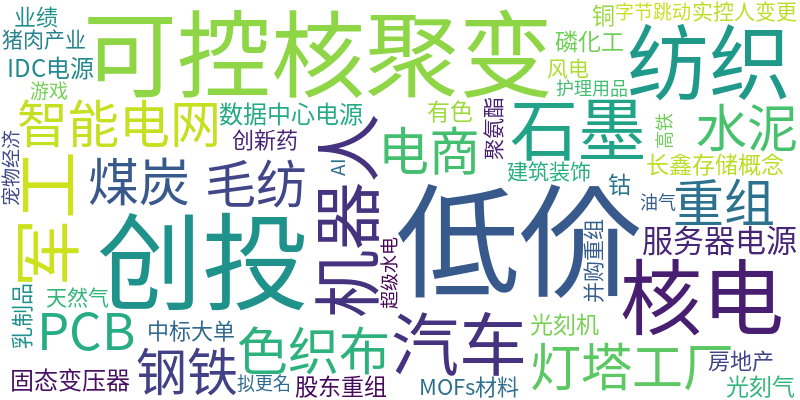 业绩
可控核聚变
铜
字节跳动
实控人变更
猪肉产业
磷化工
纺织
IDC电源
风电
游戏
护理用品
智能电网
数据中心电源
有色
石墨
高铁
水泥
创新药
聚氨酯
宠物经济
AI
电商
建筑装饰
长鑫存储概念
军工
煤炭
毛纺
机器人
低价
钴
油气
重组
创投
服务器电源
超级水电
并购重组
核电
乳制品
天然气
PCB
中标大单
色织布
汽车
光刻机
灯塔工厂
房地产
固态变压器
钢铁
拟更名
股东重组
MOFs材料
光刻气